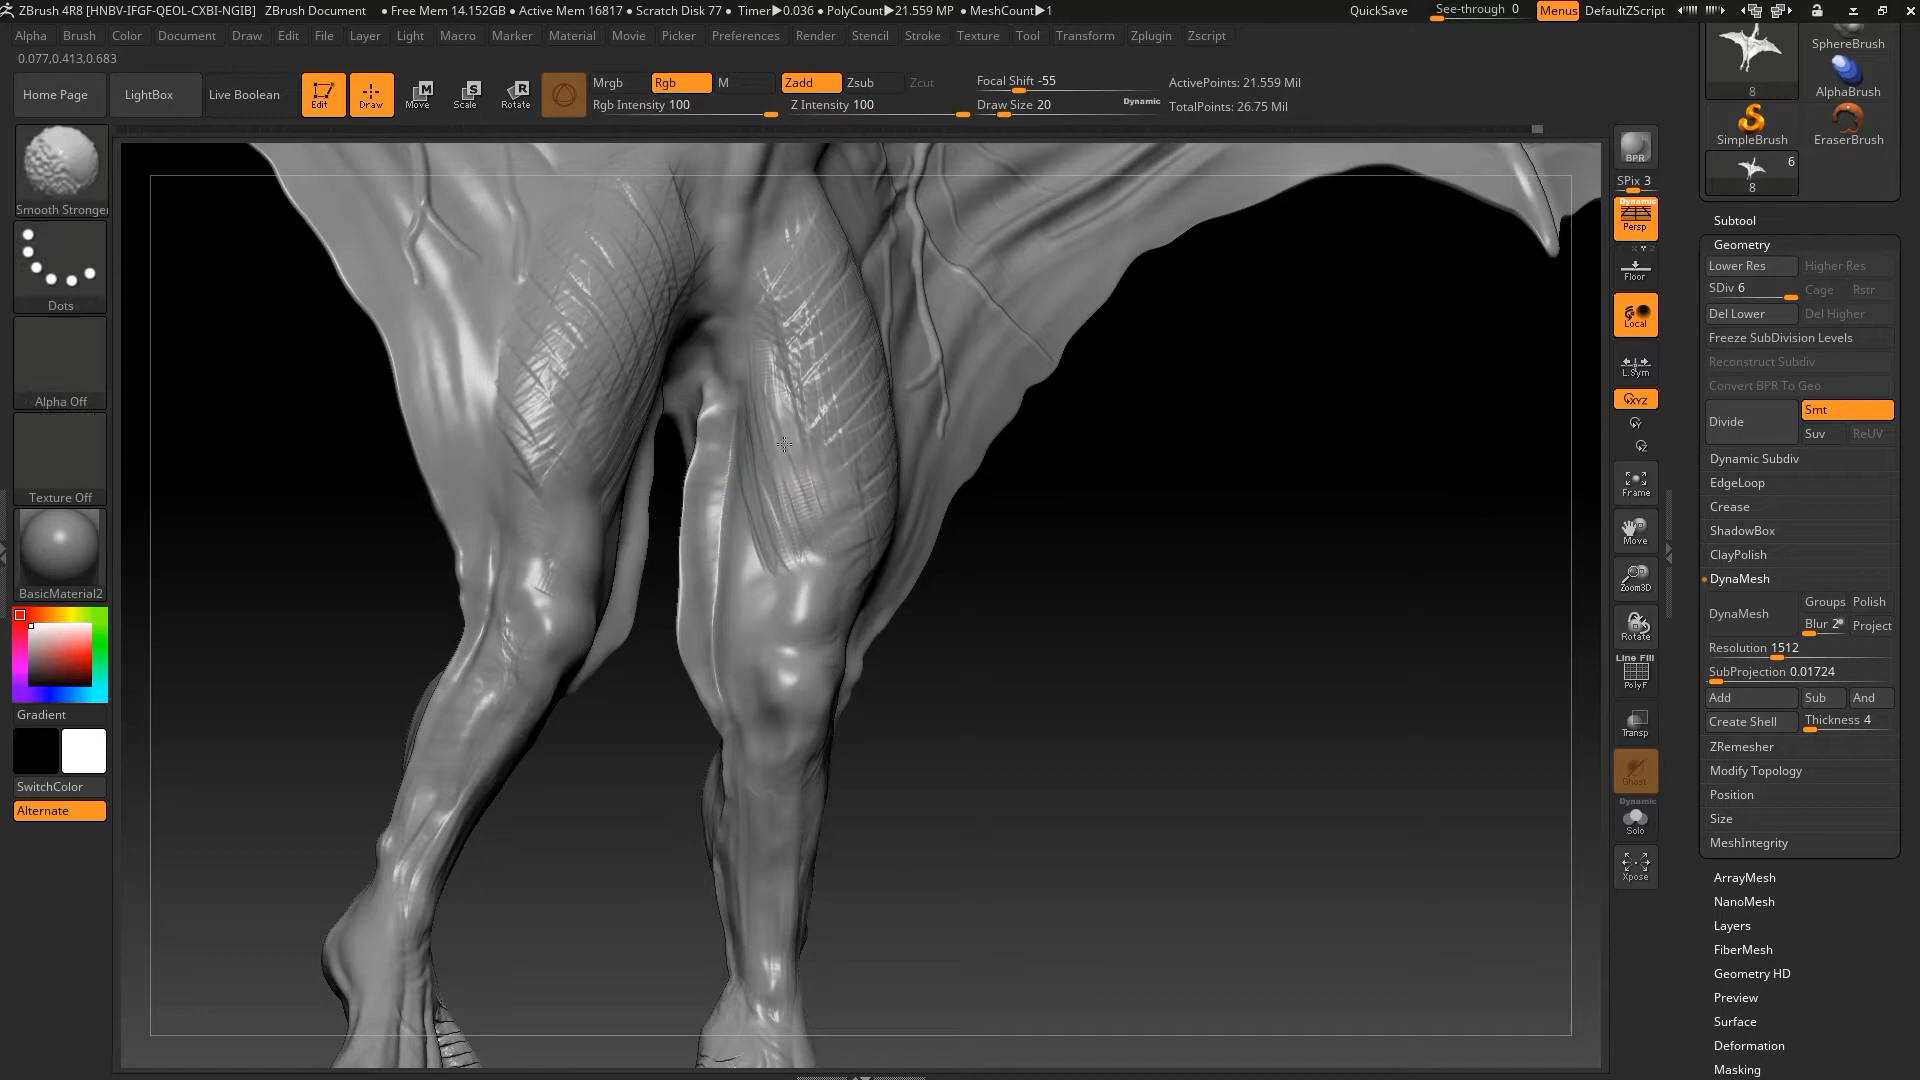 ZBrush 4R8 [HNBV-IFGF-QEOL-CXBI-NGIB] ZBrush Document • Free Mem 14.152GB • Active Mem 16817 • Scratch Disk 77 • Timer▶0.036 • PolyCount▶21.559 MP • MeshCount▶1 QuickSave See-through 0 Menus DefaultZScript
Alpha Brush Color Document Draw Edit File Layer Light Macro Marker Material Movie Picker Preferences Render Stencil Stroke Texture Tool Transform Zplugin Zscript
0.077,0.413,0.683
Home Page LightBox Live Boolean Edit Draw Move Scale Rotate
Mrgb Rgb M Zadd Zsub Zcut Focal Shift -55 ActivePoints: 21.559 Mil
Rgb Intensity 100 Z Intensity 100 Draw Size 20 Dynamic TotalPoints: 26.75 Mil
Smooth Stronger
Dots
Alpha Off
Texture Off
BasicMaterial2
Gradient
SwitchColor
Alternate
BPR
SPix 3
Dynamic
Persp
Floor
Local
L.Sym
XYZ
Frame
Move
Zoom3D
Rotate
Line Fill
PolyF
Transp
Ghost
Dynamic
Solo
Xpose
8 SphereBrush
AlphaBrush
SimpleBrush EraserBrush
6
8
Subtool
Geometry
Lower Res Higher Res
SDiv 6 Cage Rstr
Del Lower Del Higher
Freeze SubDivision Levels
Reconstruct Subdiv
Convert BPR To Geo
Divide Smt
Suv ReUV
Dynamic Subdiv
EdgeLoop
Crease
ShadowBox
ClayPolish
DynaMesh
DynaMesh Groups Polish
Blur 2 Project
Resolution 1512
SubProjection 0.01724
Add Sub And
Create Shell Thickness 4
ZRemesher
Modify Topology
Position
Size
MeshIntegrity
ArrayMesh
NanoMesh
Layers
FiberMesh
Geometry HD
Preview
Surface
Deformation
Masking